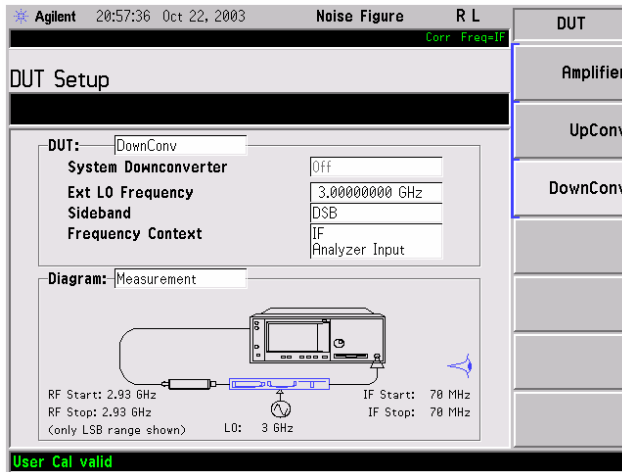 Agilent 20:57:36 Oct 22, 2003 Noise Figure R L
Corr Freq=IF
DUT Setup
DUT: DownConv
System Downconverter Off
Ext LO Frequency 3.00000000 GHz
Sideband DSB
Frequency Context IF
Analyzer Input
Diagram: Measurement
RF Start: 2.93 GHz IF Start: 70 MHz
RF Stop: 2.93 GHz IF Stop: 70 MHz
(only LSB range shown) LO: 3 GHz
User Cal valid
DUT
Amplifier
UpConv
DownConv